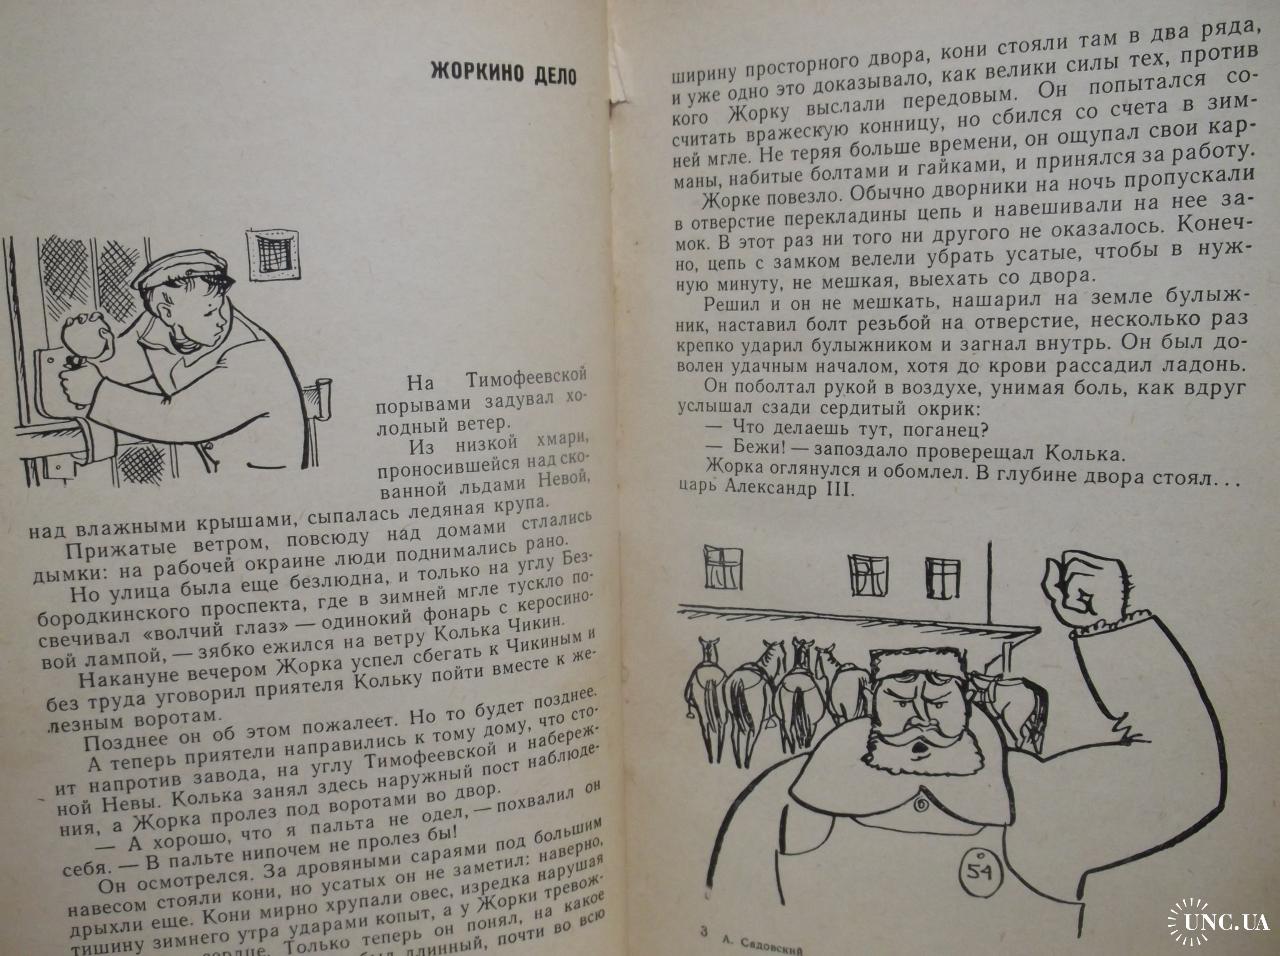 ЖОРКИНО ДЕЛО
На Тимофеевской
порывами задувал хо-
лодный ветер.
Из низкой хмари,
проносившейся над ско-
ванной льдами Невой,
над влажными крышами, сыпалась ледяная крупа.
Прижатые ветром, повсюду над домами стлались
дымки: на рабочей окраине люди поднимались рано.
Но улица была еще безлюдна, и только на углу Без-
бородкинского проспекта, где в зимней мгле тускло по-
свечивал «волчий глаз» — одинокий фонарь с керосино-
вой лампой, — зябко ежился на ветру Колька Чикин.
Накануне вечером Жорка успел сбегать к Чикиным и
без труда уговорил приятеля Кольку пойти вместе к же-
лезным воротам.
Позднее он об этом пожалеет. Но то будет позднее.
А теперь приятели направились к тому дому, что сто-
ит напротив завода, на углу Тимофеевской и набереж-
ной Невы. Колька занял здесь наружный пост наблюде-
ния, а Жорка пролез под воротами во двор.
— А хорошо, что я пальта не одел, — похвалил он
себя. — В пальте нипочем не пролез бы!
Он осмотрелся. За дровяными сараями под большим
навесом стояли кони, но усатых он не заметил: наверно,
дрыхли еще. Кони мирно хрупали овес, изредка нарушая
тишину зимнего утра ударами копыт, а у Жорки тревож-
сердце. Только теперь он понял, на какое
был длинный, почти во всю
ширину просторного двора, кони стояли там в два ряда,
и уже одно это доказывало, как велики силы тех, против
кого Жорку выслали передовым. Он попытался со-
считать вражескую конницу, но сбился со счета в зим-
ней мгле. Не теряя больше времени, он ощупал свои кар-
маны, набитые болтами и гайками, и принялся за работу.
Жорке повезло. Обычно дворники на ночь пропускали
в отверстие перекладины цепь и навешивали на нее за-
мок. В этот раз ни того ни другого не оказалось. Конеч-
но, цепь с замком велели убрать усатые, чтобы в нуж-
ную минуту, не мешкая, выехать со двора.
Решил и он не мешкать, нашарил на земле булыж-
ник, наставил болт резьбой на отверстие, несколько раз
крепко ударил булыжником и загнал внутрь. Он был до-
волен удачным началом, хотя до крови рассадил ладонь.
Он поболтал рукой в воздухе, унимая боль, как вдруг
услышал сзади сердитый окрик:
— Что делаешь тут, поганец?
— Бежи! — запоздало проверещал Колька.
Жорка оглянулся и обомлел. В глубине двора стоял...
царь Александр III.
54
3 А. Садовский
UNC.UA